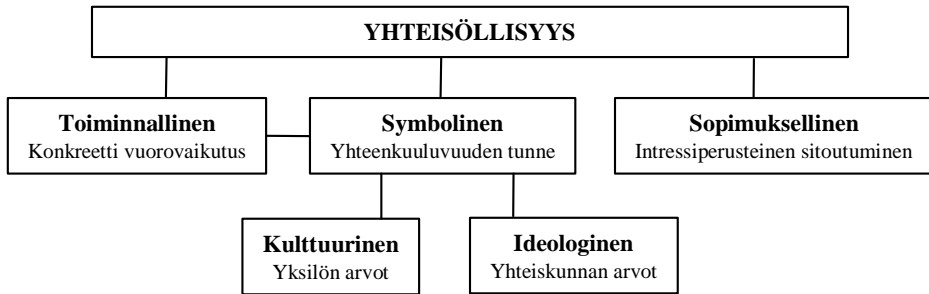 YHTEISÖLLISYYS
Toiminnallinen
Konkreetti vuorovaikutus
Symbolinen
Yhteenkuuluvuuden tunne
Sopimuksellinen
Intressiperusteinen sitoutuminen
Kulttuurinen
Yksilön arvot
Ideologinen
Yhteiskunnan arvot